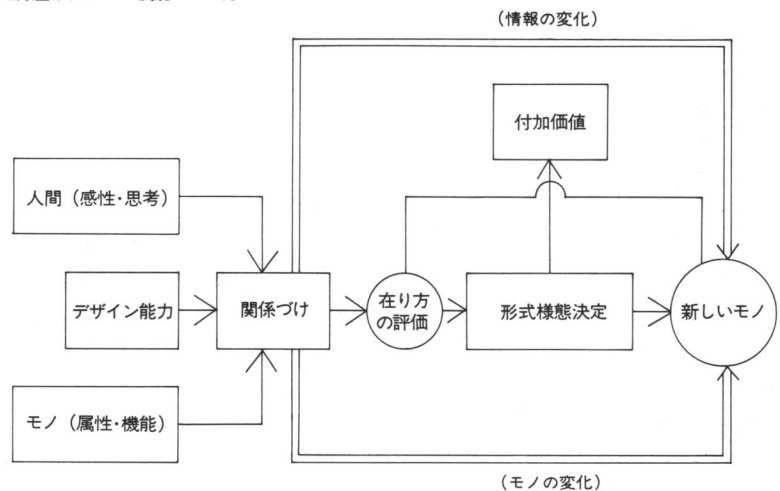 （情報の変化）
付加価値
人間（感性・思考）
デザイン能力
関係づけ
在り方
の評価
形式様態決定
新しいモノ
モノ（属性・機能）
（モノの変化）